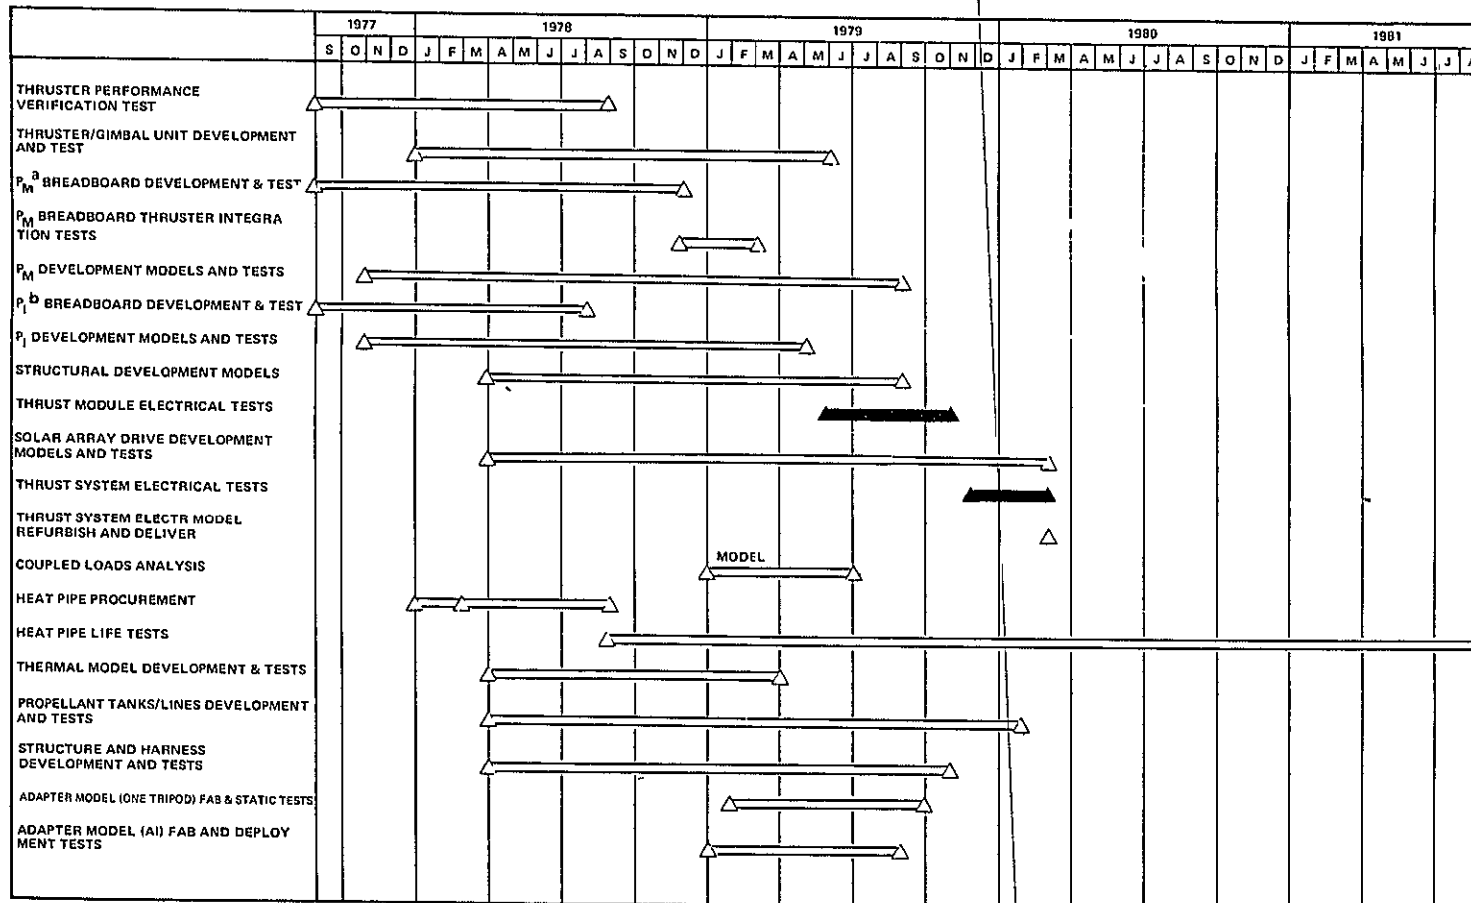 1977 1978 1979 1980 1981
S O N D J F M A M J J A S D N D J F M A M J J A S O N D J F M A M J J A S O N D J F M A M J J A
THRUSTER PERFORMANCE
VERIFICATION TEST
THRUSTER/GIMBAL UNIT DEVELOPMENT
AND TEST
PMa BREADBOARD DEVELOPMENT & TEST
PM BREADBOARD THRUSTER INTEGRA
TION TESTS
PM DEVELOPMENT MODELS AND TESTS
PIb BREADBOARD DEVELOPMENT & TEST
PI DEVELOPMENT MODELS AND TESTS
STRUCTURAL DEVELOPMENT MODELS
THRUST MODULE ELECTRICAL TESTS
SOLAR ARRAY DRIVE DEVELOPMENT
MODELS AND TESTS
THRUST SYSTEM ELECTRICAL TESTS
THRUST SYSTEM ELECTR MODEL
REFURBISH AND DELIVER
COUPLED LOADS ANALYSIS MODEL
HEAT PIPE PROCUREMENT
HEAT PIPE LIFE TESTS
THERMAL MODEL DEVELOPMENT & TESTS
PROPELLANT TANKS/LINES DEVELOPMENT
AND TESTS
STRUCTURE AND HARNESS
DEVELOPMENT AND TESTS
ADAPTER MODEL (ONE TRIPOD) FAB & STATIC TESTS
ADAPTER MODEL (AI) FAB AND DEPLOY
MENT TESTS